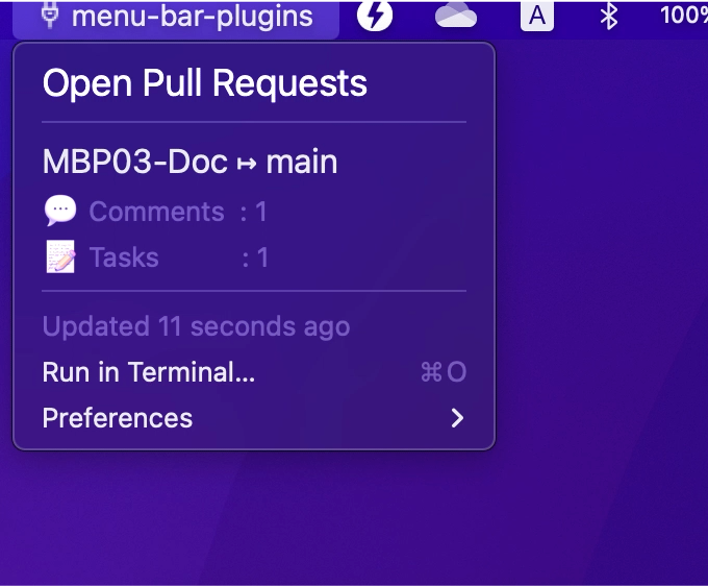 menu-bar-plugins A 100%
Open Pull Requests
MBP03-Doc ↦ main
Comments : 1
Tasks : 1
Updated 11 seconds ago
Run in Terminal... ⌘O
Preferences